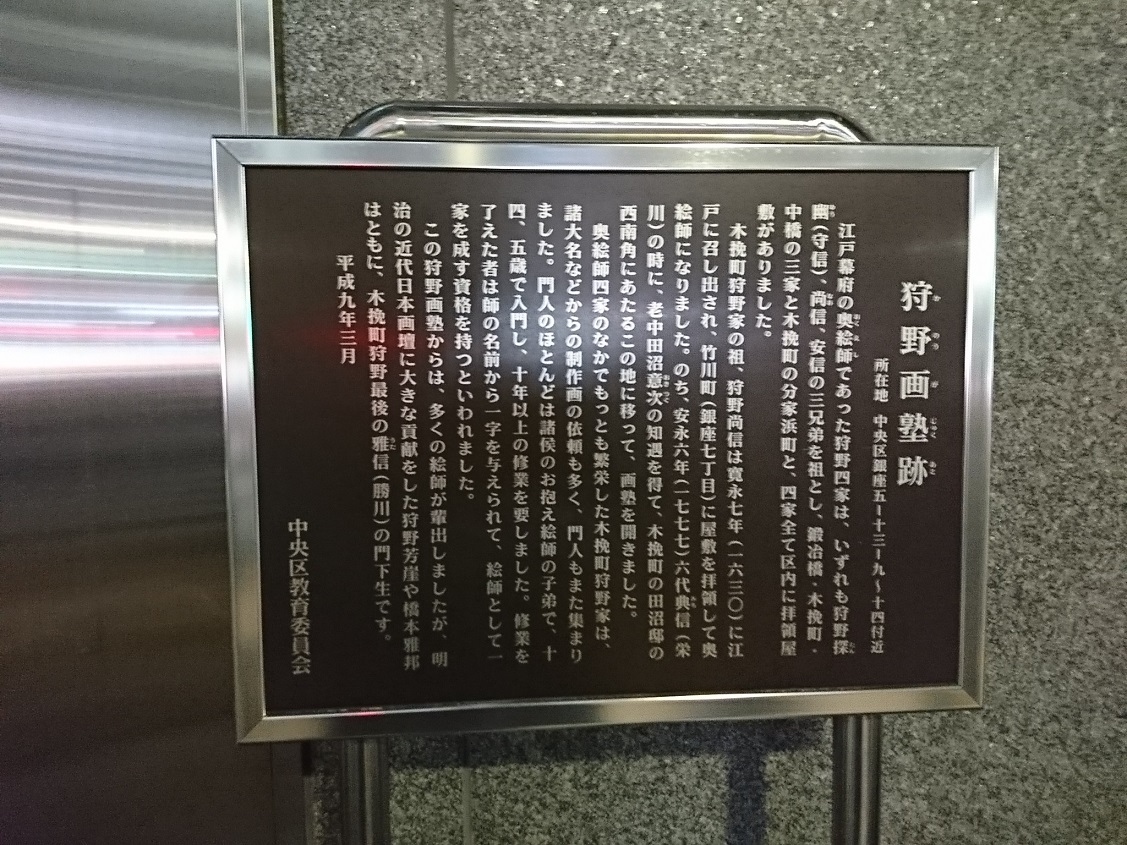 狩野画塾跡
所在地 中央区銀座五ー十三ー九〜十四付近
江戸幕府の奥絵師であった狩野四家は、いずれも狩野探
幽(守信)、尚信、安信の三兄弟を祖とし、鍛冶橋・木挽町・
中橋の三家と木挽町の分家浜町と、四家全て区内に拝領屋
敷がありました。
木挽町狩野家の祖、狩野尚信は寛永七年(一六三〇)に江
戸に召し出され、竹川町(銀座七丁目)に屋敷を拝領して奥
絵師になりました。のち、安永六年(一七七七)六代典信(栄
川)の時に、老中田沼意次の知遇を得て、木挽町の田沼邸の
西南角にあたるこの地に移って、画塾を開きました。
奥絵師四家のなかでもっとも繁栄した木挽町狩野家は、
諸大名などからの制作画の依頼も多く、門人もまた集まり
ました。門人のほとんどは諸侯のお抱え絵師の子弟で、十
四、五歳で入門し、十年以上の修業を要しました。修業を
了えた者は師の名前から一字を与えられて、絵師として一
家を成す資格を持つといわれました。
この狩野画塾からは、多くの絵師が輩出しましたが、明
治の近代日本画壇に大きな貢献をした狩野芳崖や橋本雅邦
はともに、木挽町狩野最後の雅信(勝川)の門下生です。
平成九年三月
中央区教育委員会